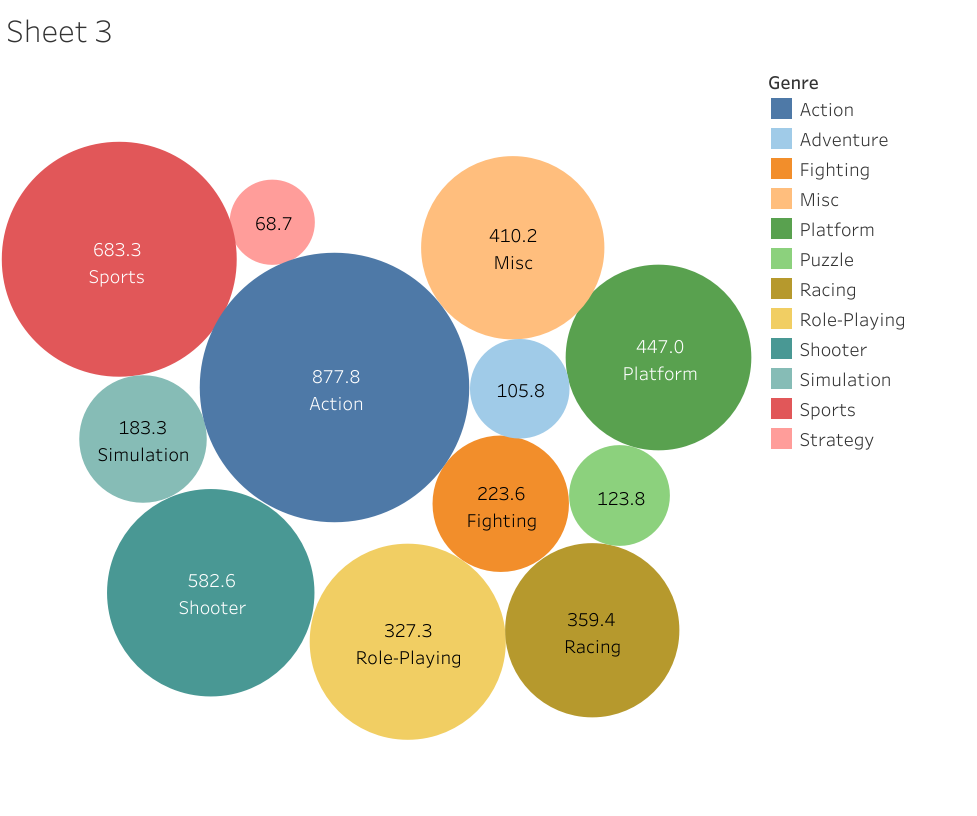 Sheet 3
Genre
Action
Adventure
Fighting
Misc
Platform
Puzzle
Racing
Role-Playing
Shooter
Simulation
Sports
Strategy
683.3
Sports
68.7
410.2
Misc
447.0
Platform
877.8
Action
105.8
183.3
Simulation
223.6
Fighting
123.8
582.6
Shooter
327.3
Role-Playing
359.4
Racing